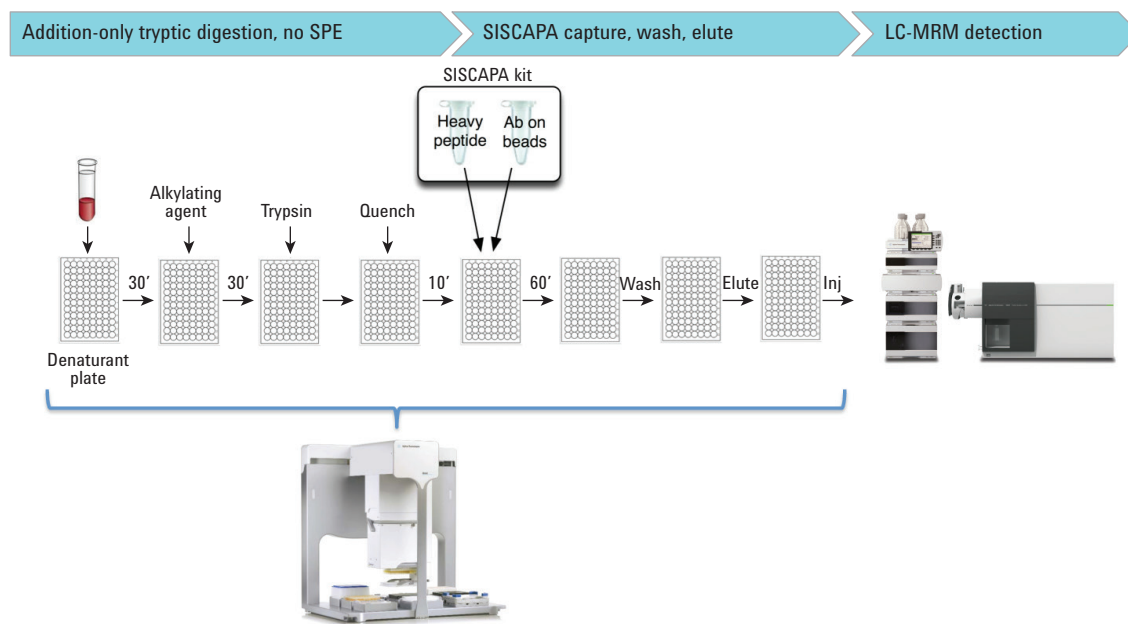 Addition-only tryptic digestion, no SPE
SISCAPA capture, wash, elute
LC-MRM detection
SISCAPA kit
Heavy
peptide
Ab on
beads
Alkylating
agent
Trypsin
Quench
30′
30′
10′
60′
Wash
Elute
Inj
Denaturant
plate